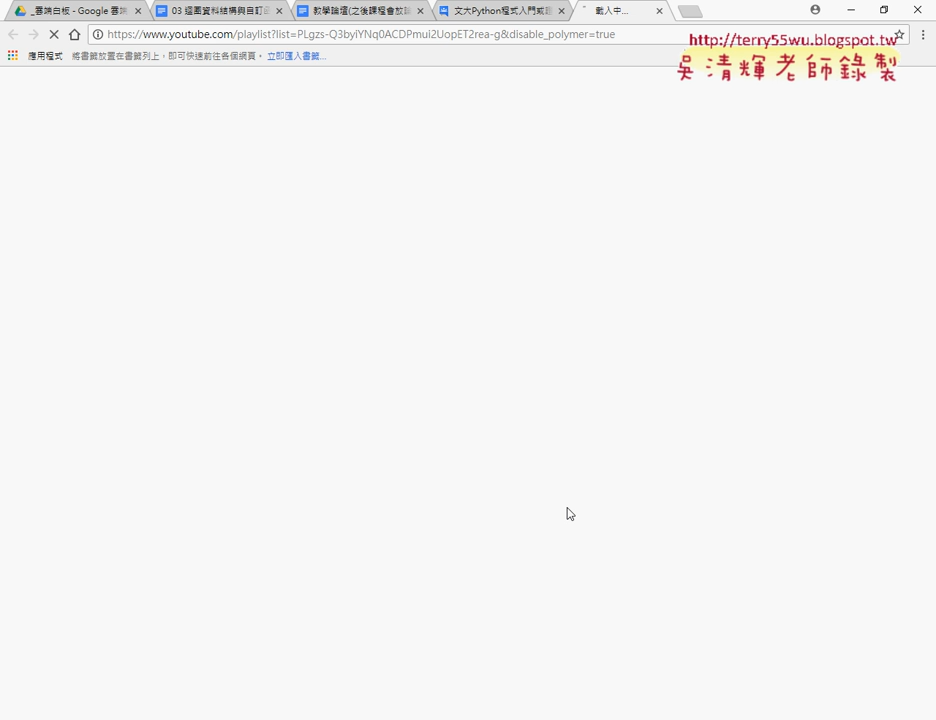 _雲端白板 - Google 雲端
03 迴圈資料結構與自訂函
教學論壇(之後課程會放論
文大Python程式入門或進
載入中...
https://www.youtube.com/playlist?list=PLgzs-Q3byiYNq0ACDPmui2UopET2rea-g&disable_polymer=true
http://terry55wu.blogspot.tw
應用程式 將書籤放置在書籤列上，即可快速前往各個網頁。 立即匯入書籤...
吳清輝老師錄製